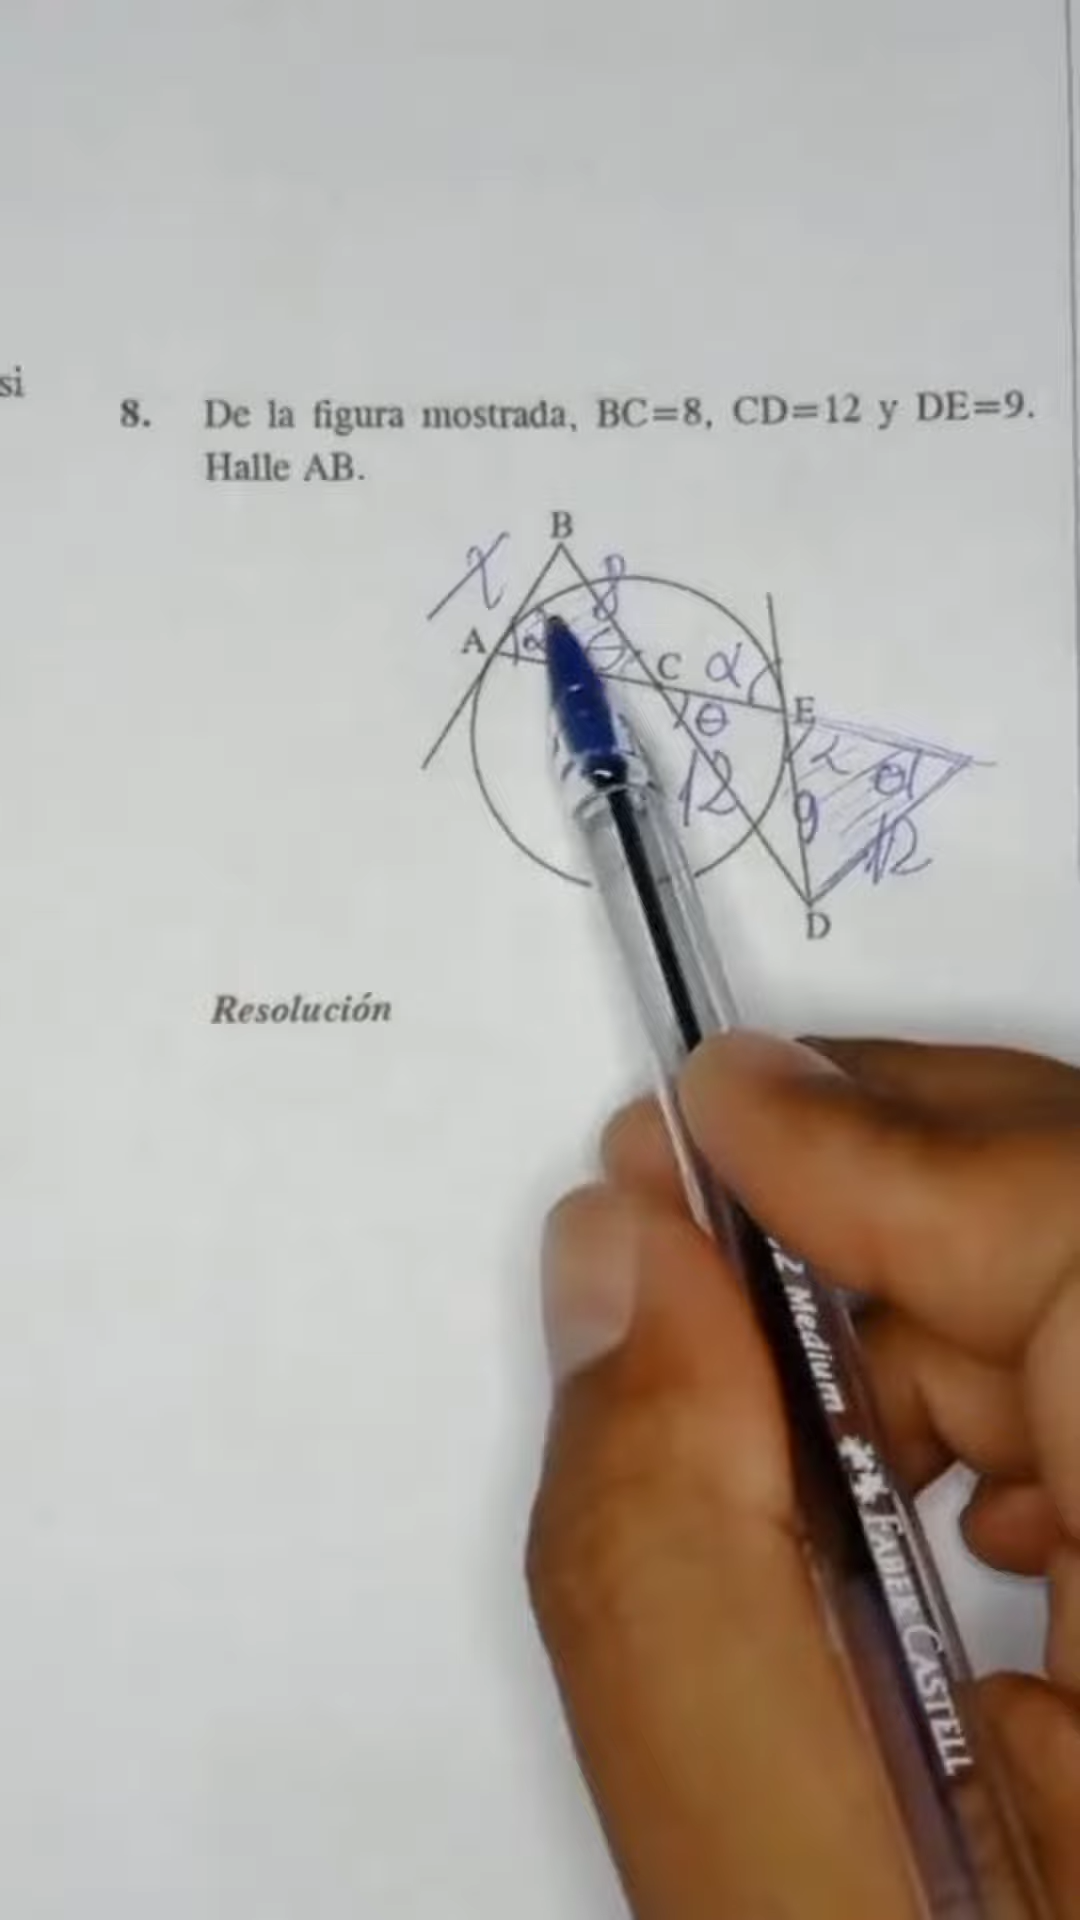 si
8. De la figura mostrada, BC=8, CD=12 y DE=9.
Halle AB.
B
x
8
A
α
θ
C
α
E
θ
α
θ
12
9
12
D
Resolución
.2 Medium
FABER CASTELL